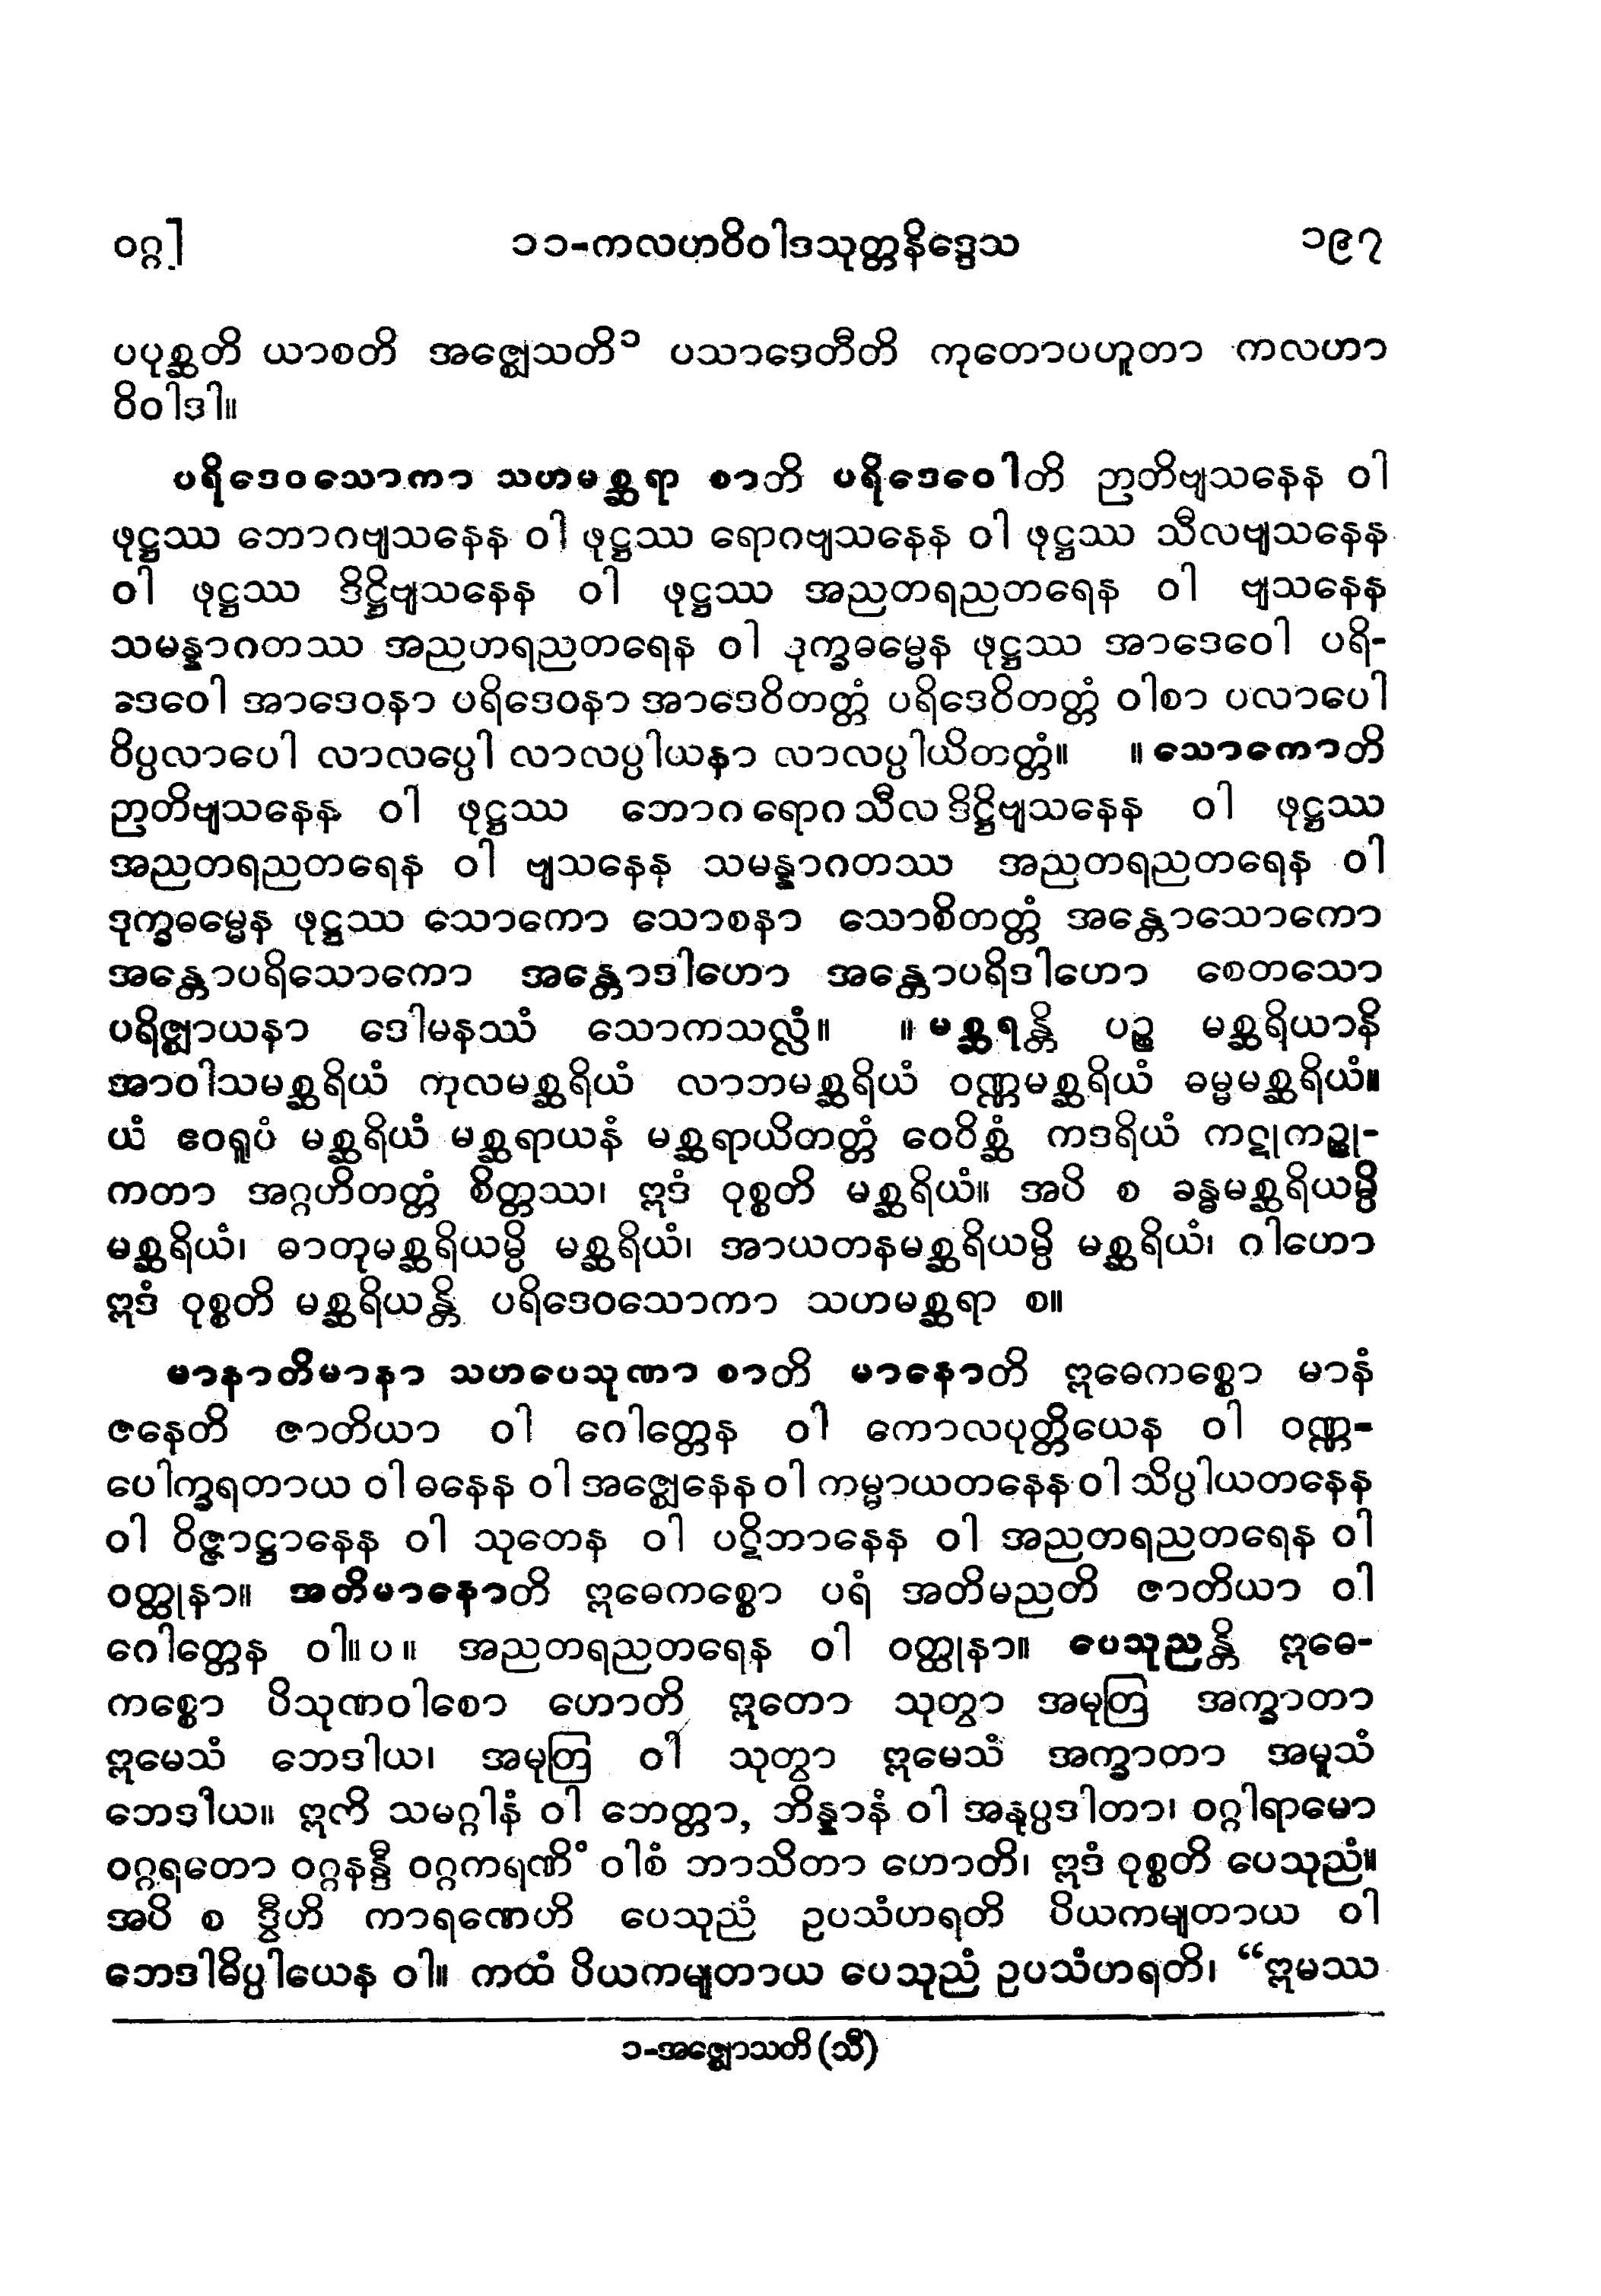 ဝဂ္ဂ] ၁၁-ကလဟဝိဝါဒသုတ္တနိဒ္ဒေသ ၁၉၇
ပပုစ္ဆတိ ယာစတိ အဇ္ဈေသတိ၁ ပသာဒေတီတိ ကုတောပဟူတာ ကလဟာ
ဝိဝါဒါ။
ပရိဒေဝသောကာ သဟမစ္ဆရာ စာတိ ပရိဒေဝေါတိ ဉာတိဗျသနေန ဝါ
ဖုဋ္ဌဿ ဘောဂဗျသနေန ဝါ ဖုဋ္ဌဿ ရောဂဗျသနေန ဝါ ဖုဋ္ဌဿ သီလဗျသနေန
ဝါ ဖုဋ္ဌဿ ဒိဋ္ဌိဗျသနေန ဝါ ဖုဋ္ဌဿ အညတရညတရေန ဝါ ဗျသနေန
သမန္နာဂတဿ အညတရညတရေန ဝါ ဒုက္ခဓမ္မေန ဖုဋ္ဌဿ အာဒေဝေါ ပရိ-
ဒေဝေါ အာဒေဝနာ ပရိဒေဝနာ အာဒေဝိတတ္တံ ပရိဒေဝိတတ္တံ ဝါစာ ပလာပေါ
ဝိပ္ပလာပေါ လာလပ္ပေါ လာလပ္ပါယနာ လာလပ္ပါယိတတ္တံ။ ။ သောကောတိ
ဉာတိဗျသနေန ဝါ ဖုဋ္ဌဿ ဘောဂ ရောဂ သီလ ဒိဋ္ဌိဗျသနေန ဝါ ဖုဋ္ဌဿ
အညတရညတရေန ဝါ ဗျသနေန သမန္နာဂတဿ အညတရညတရေန ဝါ
ဒုက္ခဓမ္မေန ဖုဋ္ဌဿ သောကော သောစနာ သောစိတတ္တံ အန္တောသောကော
အန္တောပရိသောကော အန္တောဒါဟော အန္တောပရိဒါဟော စေတသော
ပရိဇ္ဈာယနာ ဒေါမနဿံ သောကသလ္လံ။ ။ မစ္ဆရန္တိ ပဉ္စ မစ္ဆရိယာနိ
အာဝါသမစ္ဆရိယံ ကုလမစ္ဆရိယံ လာဘမစ္ဆရိယံ ဝဏ္ဏမစ္ဆရိယံ ဓမ္မမစ္ဆရိယံ။
ယံ ဧဝရူပံ မစ္ဆရိယံ မစ္ဆရာယနံ မစ္ဆရာယိတတ္တံ ဝေဝိစ္ဆံ ကဒရိယံ ကဋုကဉ္စု-
ကတာ အဂ္ဂဟိတတ္တံ စိတ္တဿ၊ ဣဒံ ဝုစ္စတိ မစ္ဆရိယံ။ အပိ စ ခန္ဓမစ္ဆရိယမ္ပိ
မစ္ဆရိယံ၊ ဓာတုမစ္ဆရိယမ္ပိ မစ္ဆရိယံ၊ အာယတနမစ္ဆရိယမ္ပိ မစ္ဆရိယံ၊ ဂါဟော
ဣဒံ ဝုစ္စတိ မစ္ဆရိယန္တိ ပရိဒေဝသောကာ သဟမစ္ဆရာ စ။
မာနာတိမာနာ သဟပေသုဏာ စာတိ မာနောတိ ဣဓေကစ္စော မာနံ
ဇနေတိ ဇာတိယာ ဝါ ဂေါတ္တေန ဝါ ကောလပုတ္တိယေန ဝါ ဝဏ္ဏ-
ပေါက္ခရတာယ ဝါ ဓနေန ဝါ အဇ္ဈေနေန ဝါ ကမ္မာယတနေန ဝါ သိပ္ပါယတနေန
ဝါ ဝိဇ္ဇာဋ္ဌာနေန ဝါ သုတေန ဝါ ပဋိဘာနေန ဝါ အညတရညတရေန ဝါ
ဝတ္ထုနာ။ အတိမာနောတိ ဣဓေကစ္စော ပရံ အတိမညတိ ဇာတိယာ ဝါ
ဂေါတ္တေန ဝါ။ ပ ။ အညတရညတရေန ဝါ ဝတ္ထုနာ။ ပေသုညန္တိ ဣဓေ-
ကစ္စော ပိသုဏဝါစော ဟောတိ ဣတော သုတွာ အမုတြ အက္ခာတာ
ဣမေသံ ဘေဒါယ၊ အမုတြ ဝါ သုတွာ ဣမေသံ အက္ခာတာ အမူသံ
ဘေဒါယ။ ဣကိ သမဂ္ဂါနံ ဝါ ဘေတ္တာ, ဘိန္နာနံ ဝါ အနုပ္ပဒါတာ၊ ဝဂ္ဂါရာမော
ဝဂ္ဂရတော ဝဂ္ဂနန္ဒီ ဝဂ္ဂကရဏိံ ဝါစံ ဘာသိတာ ဟောတိ၊ ဣဒံ ဝုစ္စတိ ပေသုညံ။
အပိ စ ဒွီဟိ ကာရဏေဟိ ပေသုညံ ဥပသံဟရတိ ပိယကမျတာယ ဝါ
ဘေဒါဓိပ္ပါယေန ဝါ။ ကထံ ပိယကမျတာယ ပေသုညံ ဥပသံဟရတိ၊ “ဣမဿ
၁-အဇ္ဈောသတိ (သီ)